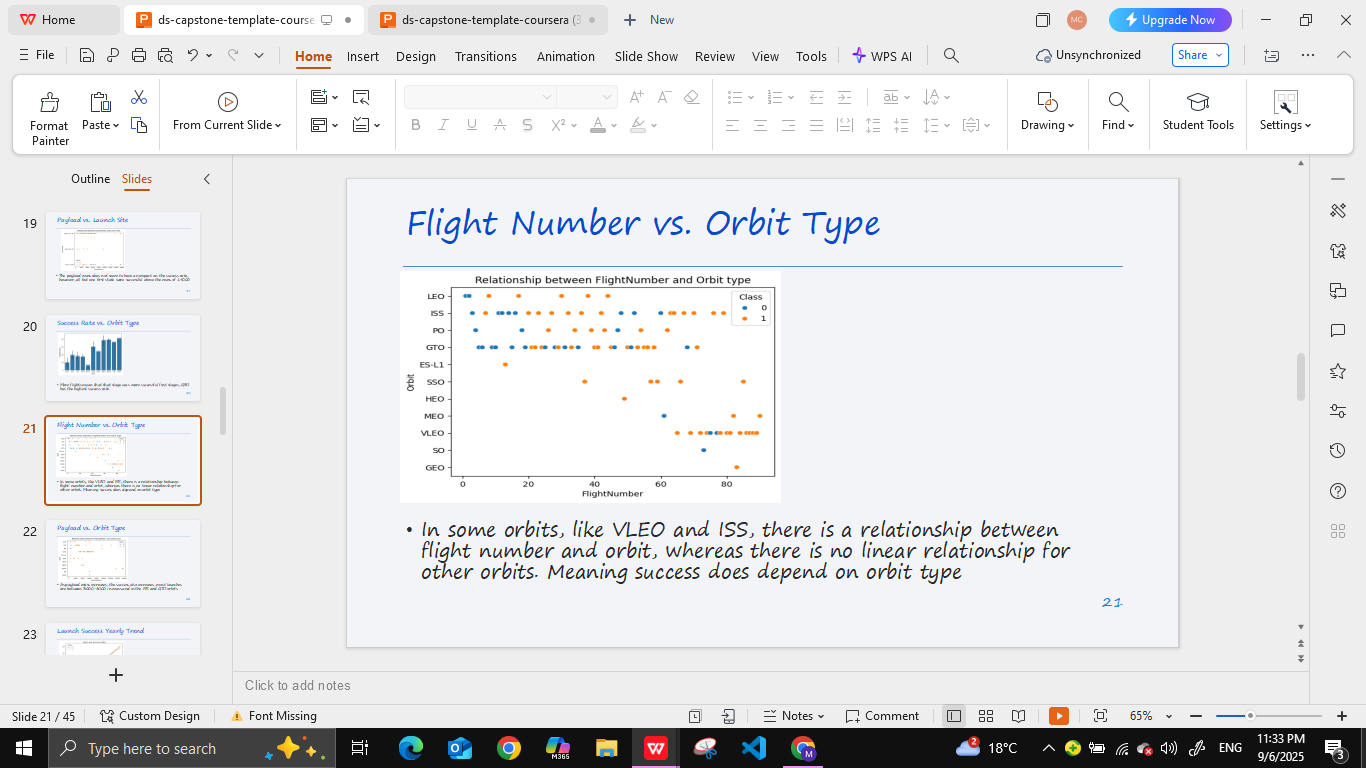 Home
ds-capstone-template-course
ds-capstone-template-coursera (3
New
MC
Upgrade Now
File
Home
Insert
Design
Transitions
Animation
Slide Show
Review
View
Tools
WPS AI
Unsynchronized
Share
Format
Painter
Paste
From Current Slide
Drawing
Find
Student Tools
Settings
Outline
Slides
19
Payload vs. Launch Site
20
Success Rate vs. Orbit Type
21
Flight Number vs. Orbit Type
22
Payload vs. Orbit Type
23
Launch Success Yearly Trend
Flight Number vs. Orbit Type
Relationship between FlightNumber and Orbit type
Class
0
1
LEO
ISS
PO
GTO
ES-L1
SSO
HEO
MEO
VLEO
SO
GEO
Orbit
0
20
40
60
80
FlightNumber
• In some orbits, like VLEO and ISS, there is a relationship between
flight number and orbit, whereas there is no linear relationship for
other orbits. Meaning success does depend on orbit type
21
Click to add notes
Slide 21 / 45
Custom Design
Font Missing
Notes
Comment
65%
Type here to search
M365
2
18°C
ENG
11:33 PM
9/6/2025
3